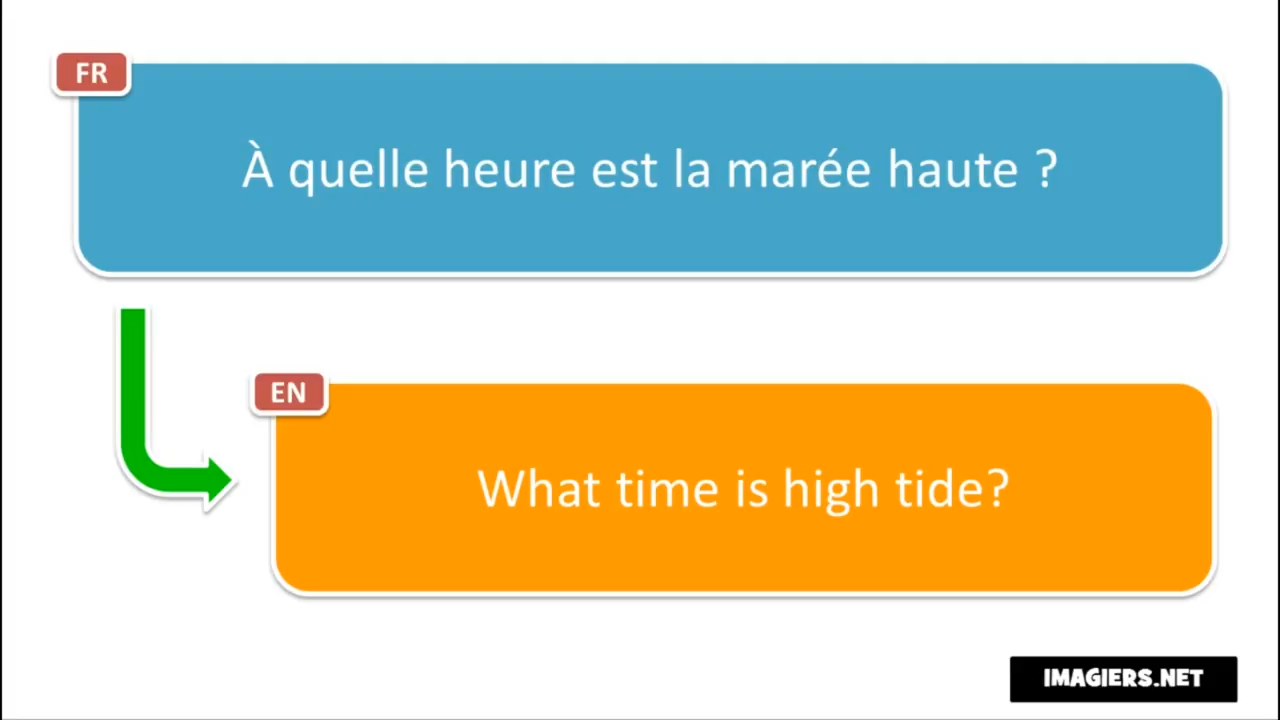 FR
À quelle heure est la marée haute ?
EN
What time is high tide?
IMAGIERS.NET